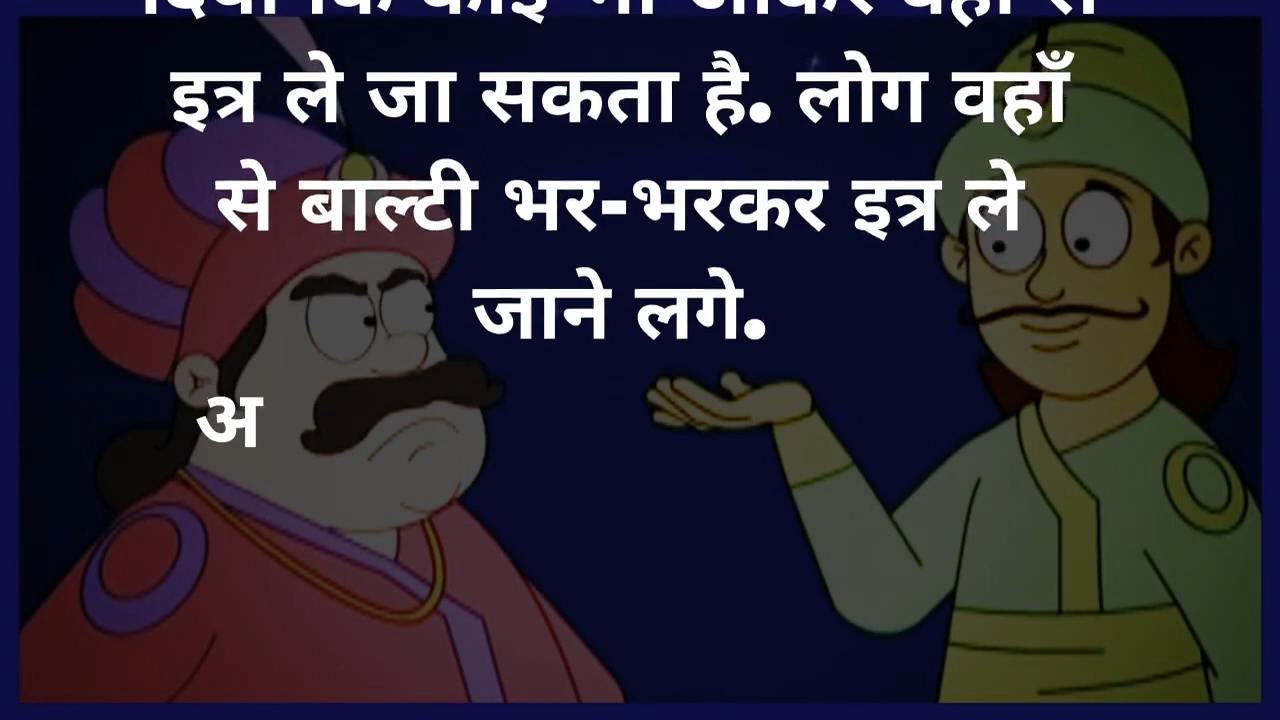 इत्र ले जा सकता है. लोग वहाँ
से बाल्टी भर-भरकर इत्र ले
जाने लगे.
अ